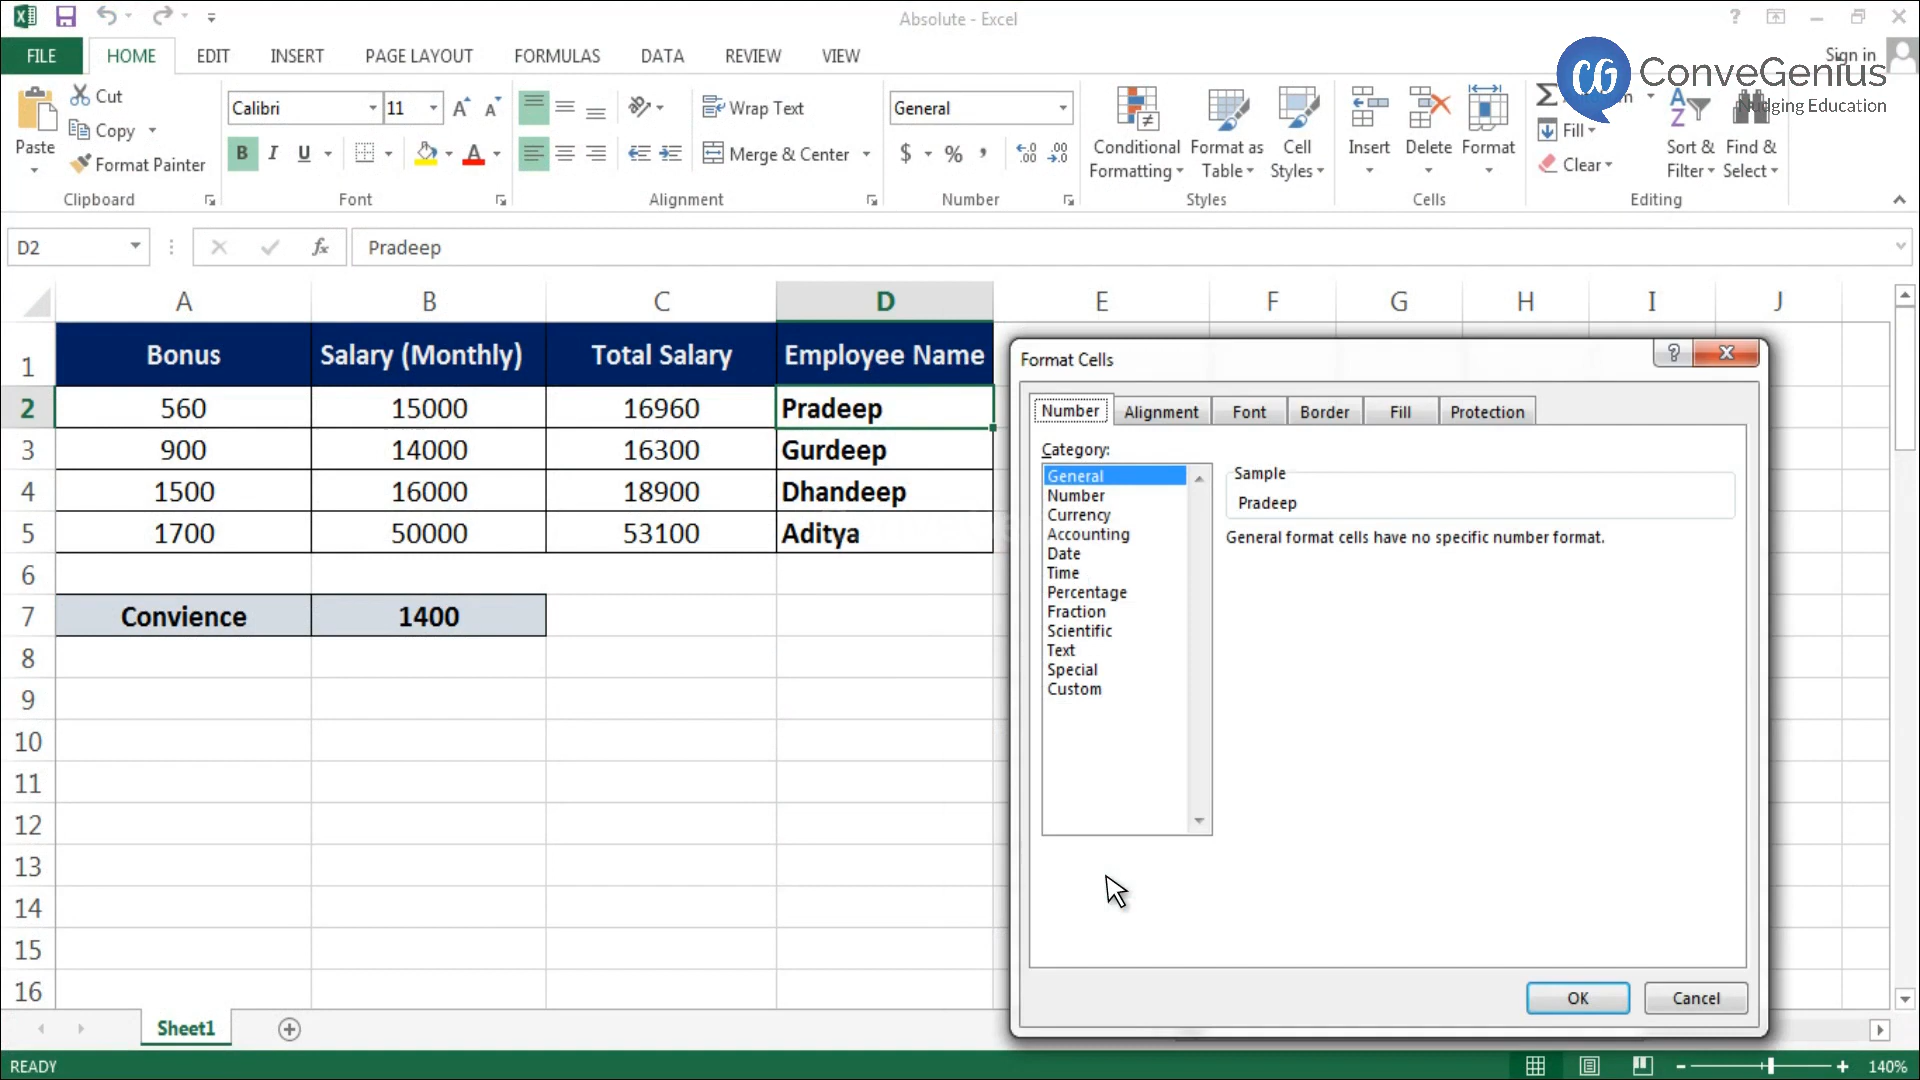 Absolute - Excel
FILE HOME EDIT INSERT PAGE LAYOUT FORMULAS DATA REVIEW VIEW Sign in
ConveGenius
Nudging Education
Paste
Cut
Copy
Format Painter
Clipboard
Calibri 11
B I U
Font
Wrap Text
Merge & Center
Alignment
General
$ % ,
Number
Conditional Formatting
Format as Table
Cell Styles
Styles
Insert
Delete
Format
Cells
Fill
Clear
Sort & Filter
Find & Select
Editing
D2 fx Pradeep
A B C D E F G H I J
1 Bonus Salary (Monthly) Total Salary Employee Name
2 560 15000 16960 Pradeep
3 900 14000 16300 Gurdeep
4 1500 16000 18900 Dhandeep
5 1700 50000 53100 Aditya
6
7 Convience 1400
8
9
10
11
12
13
14
15
16
Format Cells
Number Alignment Font Border Fill Protection
Category:
General
Number
Currency
Accounting
Date
Time
Percentage
Fraction
Scientific
Text
Special
Custom
Sample
Pradeep
General format cells have no specific number format.
OK Cancel
Sheet1
READY 140%